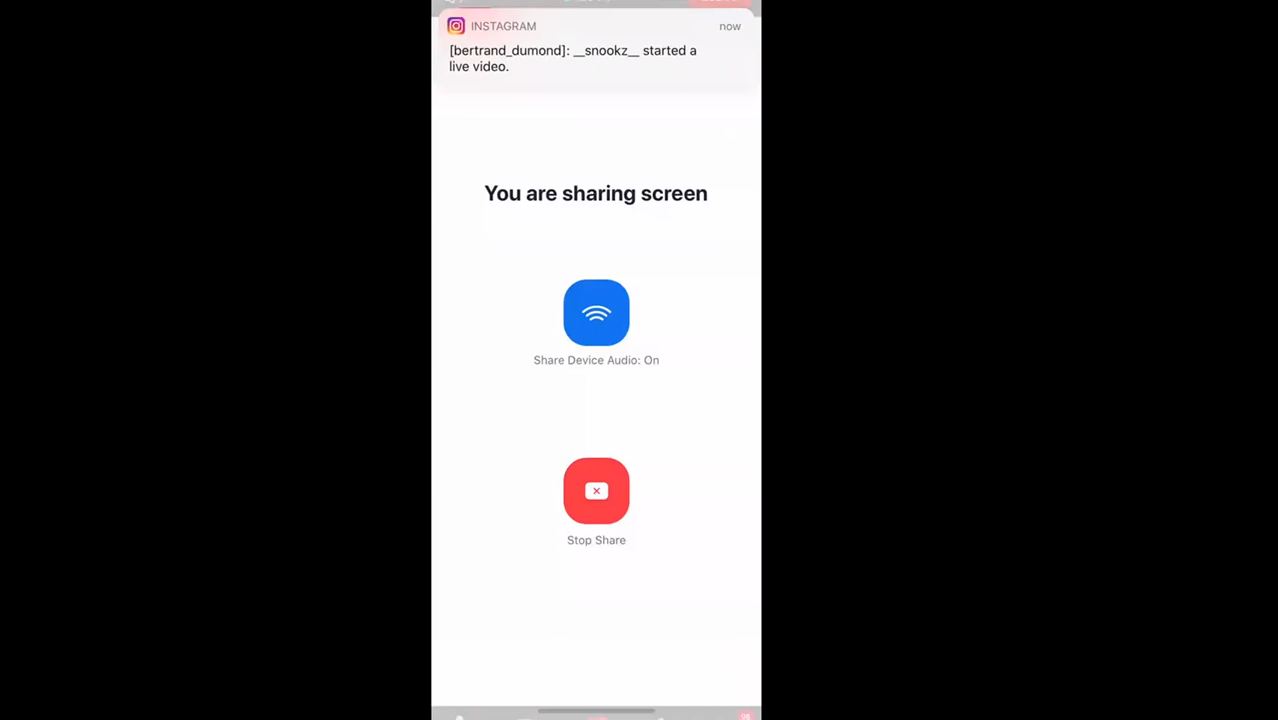 INSTAGRAM
now
[bertrand_dumond]: __snookz__ started a
live video.
You are sharing screen
Share Device Audio: On
Stop Share